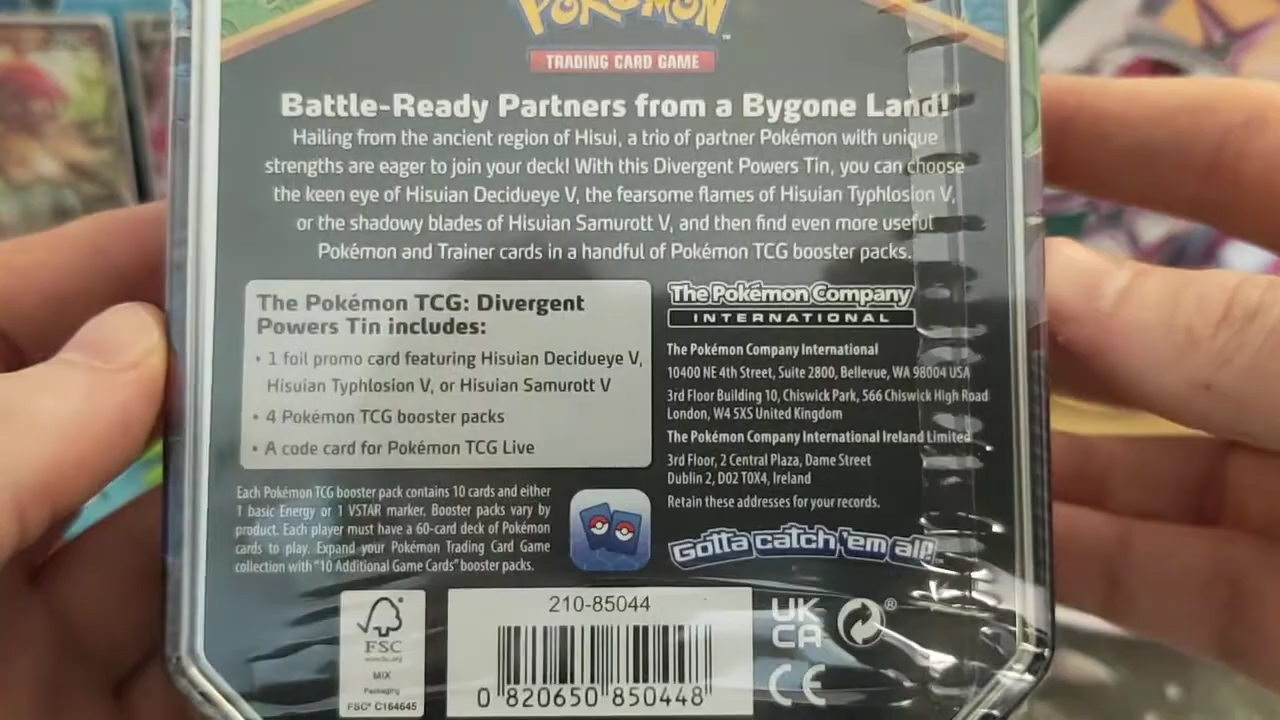 POKÉMON
TRADING CARD GAME
Battle-Ready Partners from a Bygone Land!
Hailing from the ancient region of Hisui, a trio of partner Pokémon with unique
strengths are eager to join your deck! With this Divergent Powers Tin, you can choose
the keen eye of Hisuian Decidueye V, the fearsome flames of Hisuian Typhlosion V,
or the shadowy blades of Hisuian Samurott V, and then find even more useful
Pokémon and Trainer cards in a handful of Pokémon TCG booster packs.
The Pokémon TCG: Divergent
Powers Tin includes:
• 1 foil promo card featuring Hisuian Decidueye V,
Hisuian Typhlosion V, or Hisuian Samurott V
• 4 Pokémon TCG booster packs
• A code card for Pokémon TCG Live
Each Pokémon TCG booster pack contains 10 cards and either
1 basic Energy or 1 VSTAR marker. Booster packs vary by
product. Each player must have a 60-card deck of Pokémon
cards to play. Expand your Pokémon Trading Card Game
collection with "10 Additional Game Cards" booster packs.
The Pokémon Company
INTERNATIONAL
The Pokémon Company International
10400 NE 4th Street, Suite 2800, Bellevue, WA 98004 USA
3rd Floor Building 10, Chiswick Park, 566 Chiswick High Road
London, W4 5XS United Kingdom
The Pokémon Company International Ireland Limited
3rd Floor, 2 Central Plaza, Dame Street
Dublin 2, D02 T0X4, Ireland
Retain these addresses for your records.
Gotta catch 'em all!
FSC
www.fsc.org
MIX
Packaging
FSC® C164645
210-85044
0 820650 850448
UK
CA
®
CE